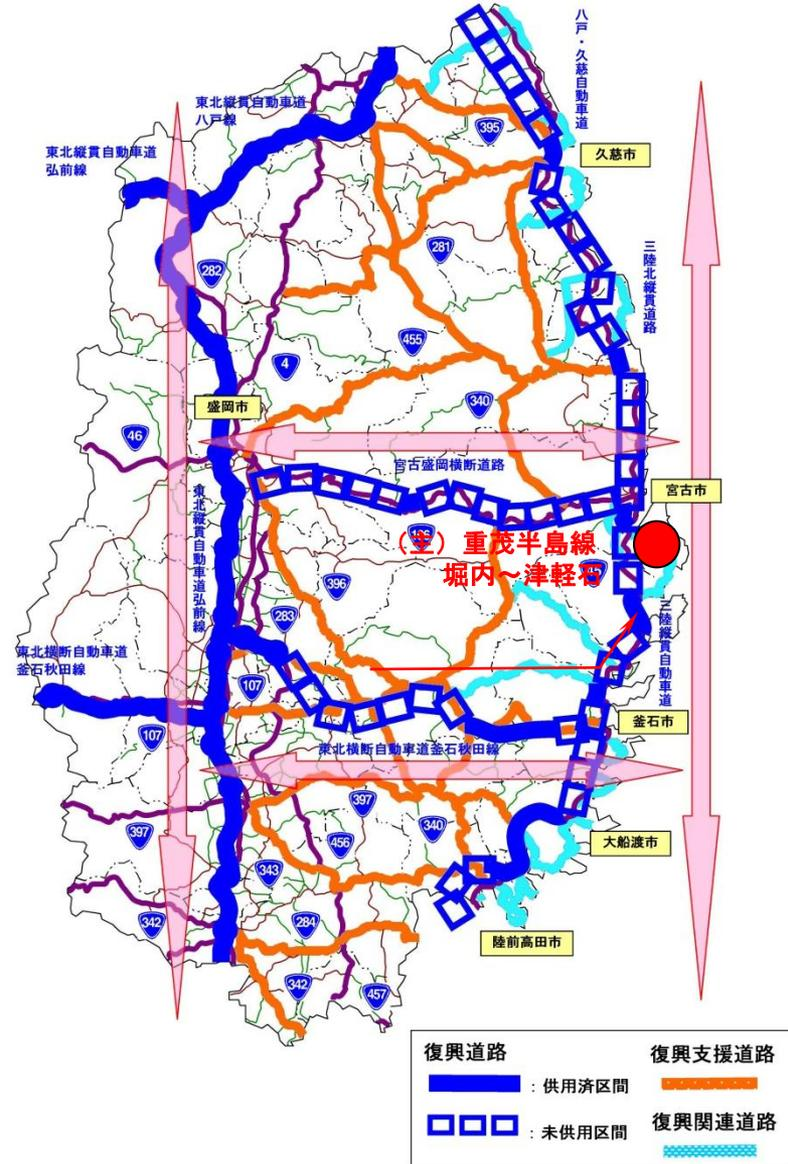 八戸・久慈自動車道
東北縦貫自動車道
八戸線
395
久慈市
東北縦貫自動車道
弘前線
281
282
三陸北縦貫道路
455
4
盛岡市
340
46
宮古盛岡横断道路
宮古市
東北縦貫自動車道弘前線
106
(主)重茂半島線
45
堀内～津軽石
396
283
三陸縦貫自動車道
東北横断自動車道
釜石秋田線
107
釜石市
107
東北横断自動車道釜石秋田線
397
397
340
456
大船渡市
343
342
284
陸前高田市
342
457
復興道路
:供用済区間
:未供用区間
復興支援道路
復興関連道路